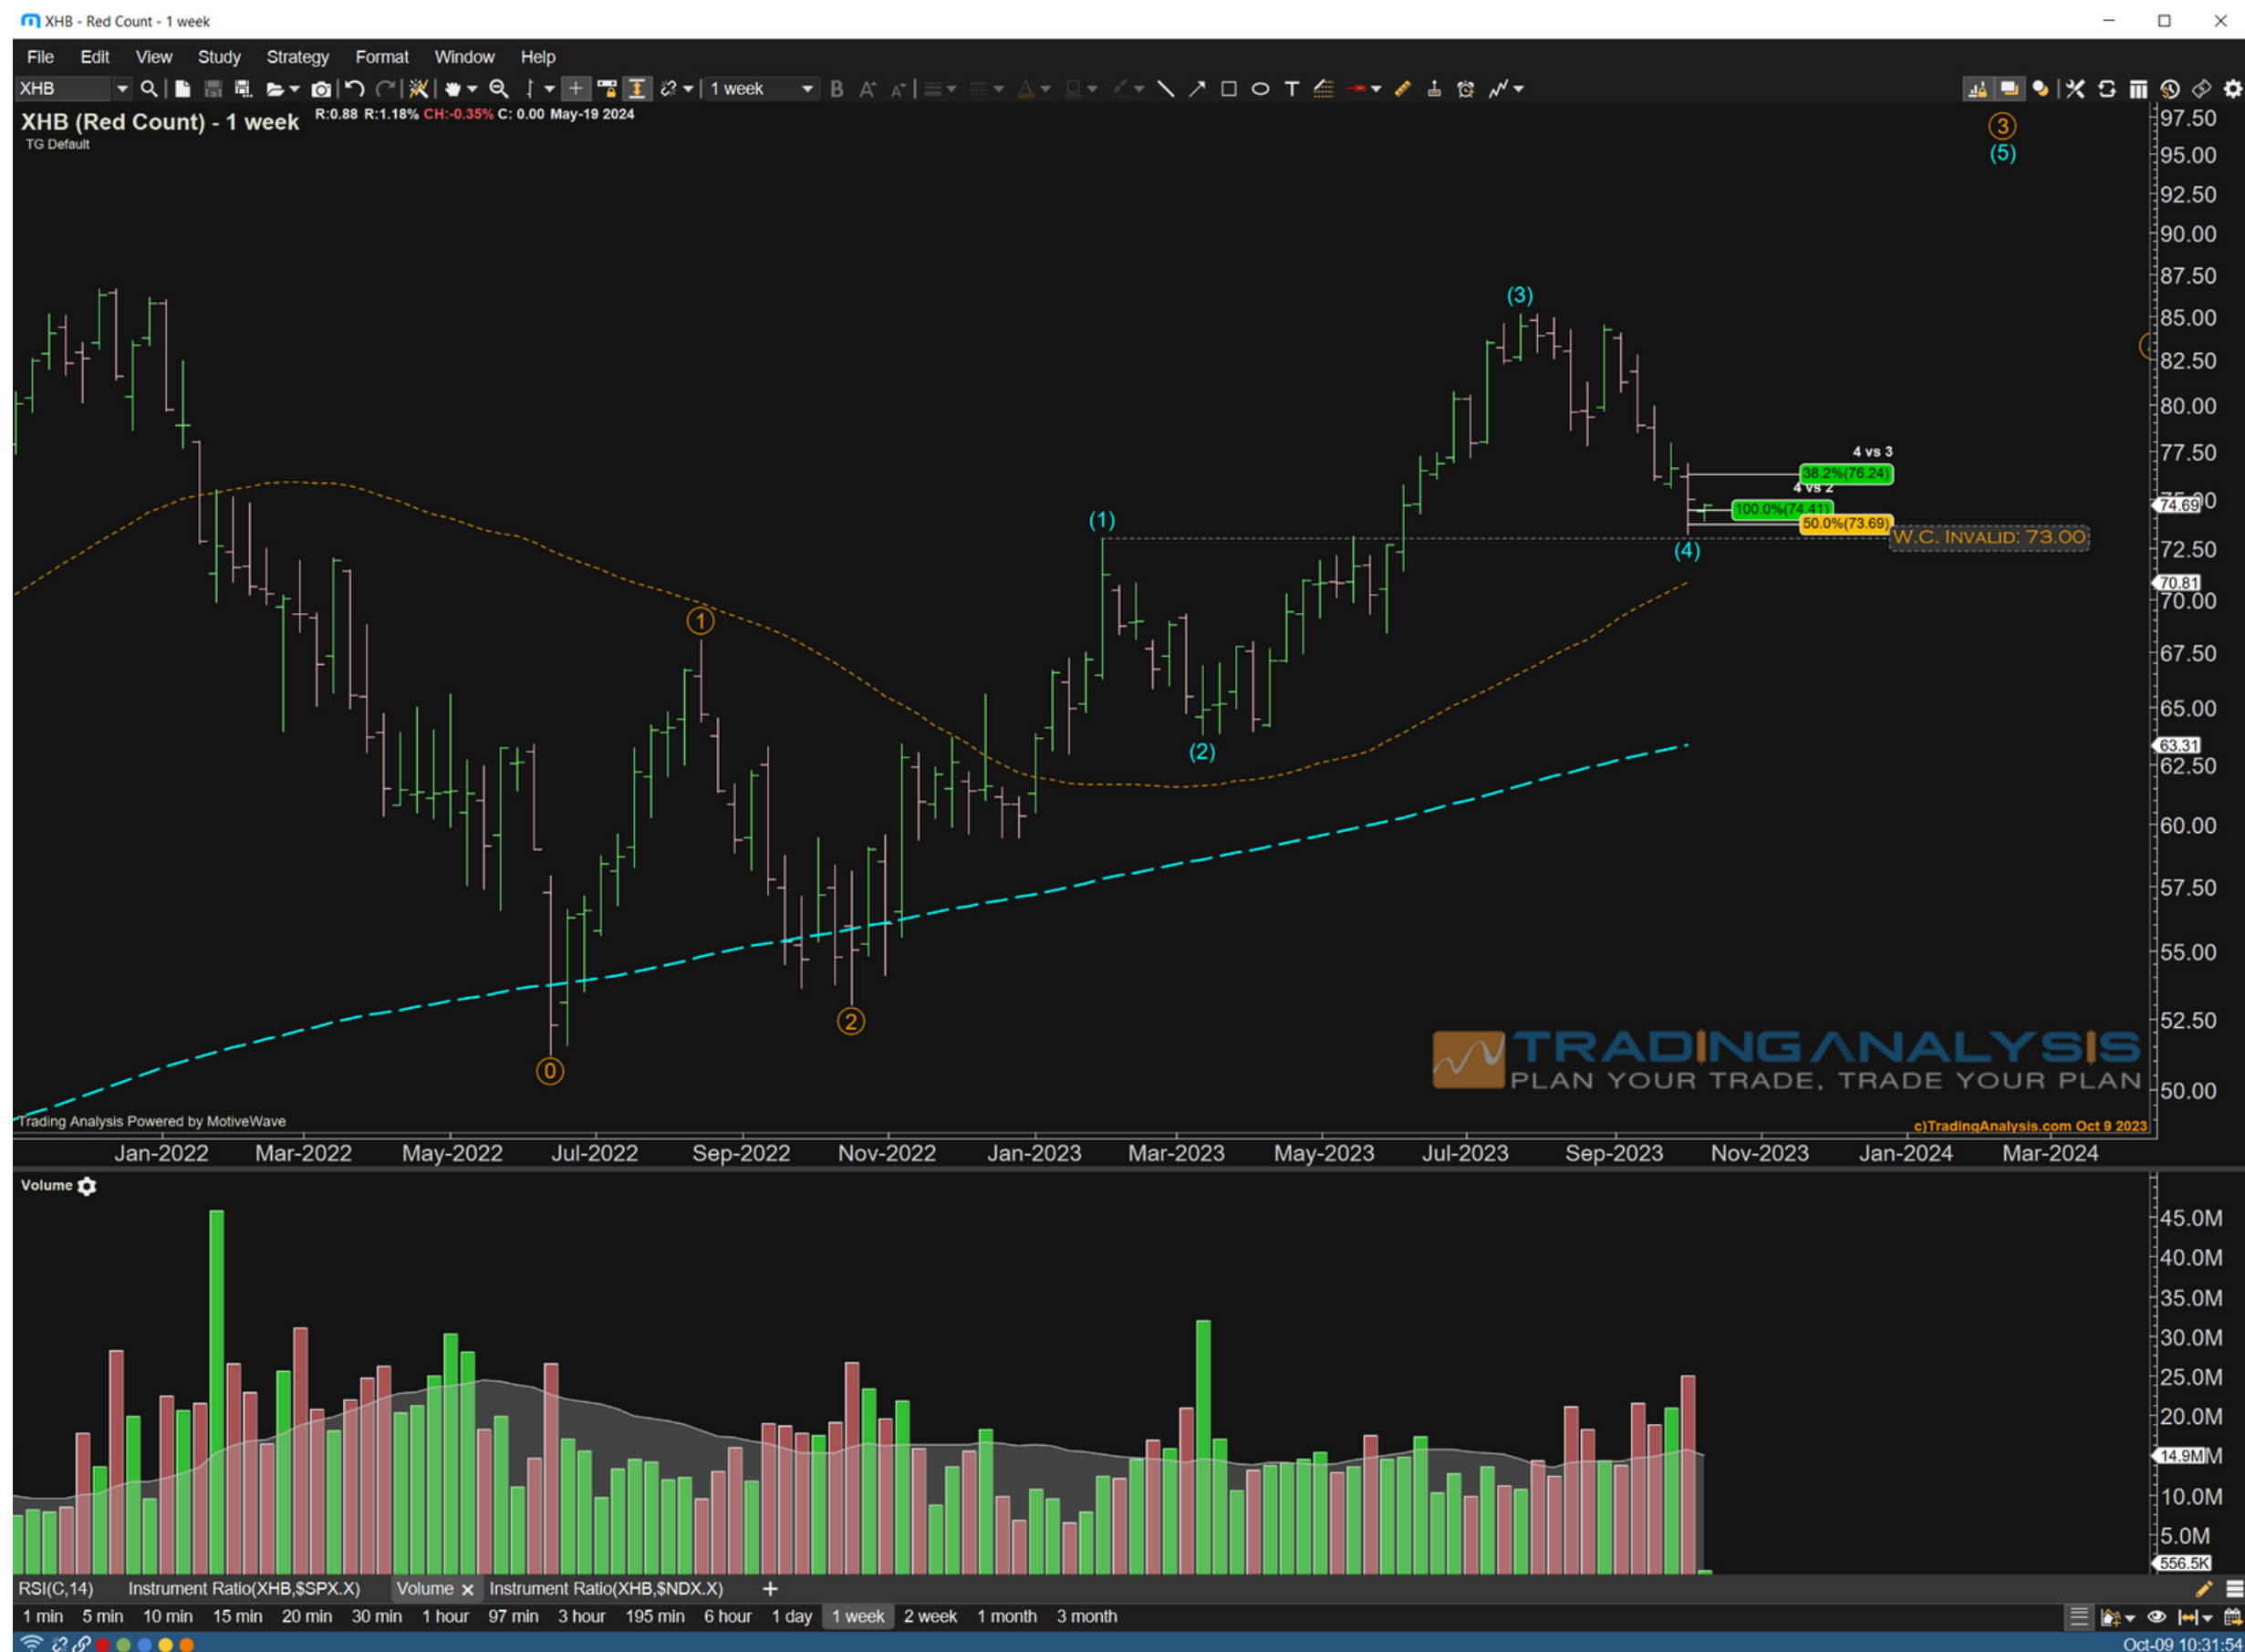 XHB - Red Count - 1 week
File Edit View Study Strategy Format Window Help
XHB 1 week B A A A T
XHB (Red Count) - 1 week R:0.88 R:1.18% CH:-0.35% C: 0.00 May-19 2024
TG Default
3
(5)
97.50
95.00
92.50
90.00
87.50
85.00
82.50
80.00
77.50
74.69
72.50
70.81
70.00
67.50
65.00
63.31
62.50
60.00
57.50
55.00
52.50
50.00
(3)
4 vs 3
38.2%(76.24)
4 vs 2
100.0%(74.41)
50.0%(73.69)
W.C. INVALID: 73.00
(1)
(4)
1
(2)
2
0
TRADINGANALYSIS
PLAN YOUR TRADE, TRADE YOUR PLAN
Trading Analysis Powered by MotiveWave
c)TradingAnalysis.com Oct 9 2023
Jan-2022 Mar-2022 May-2022 Jul-2022 Sep-2022 Nov-2022 Jan-2023 Mar-2023 May-2023 Jul-2023 Sep-2023 Nov-2023 Jan-2024 Mar-2024
Volume
45.0M
40.0M
35.0M
30.0M
25.0M
20.0M
14.9M
10.0M
5.0M
556.5K
RSI(C,14) Instrument Ratio(XHB,$SPX.X) Volume x Instrument Ratio(XHB,$NDX.X) +
1 min 5 min 10 min 15 min 20 min 30 min 1 hour 97 min 3 hour 195 min 6 hour 1 day 1 week 2 week 1 month 3 month
Oct-09 10:31:54